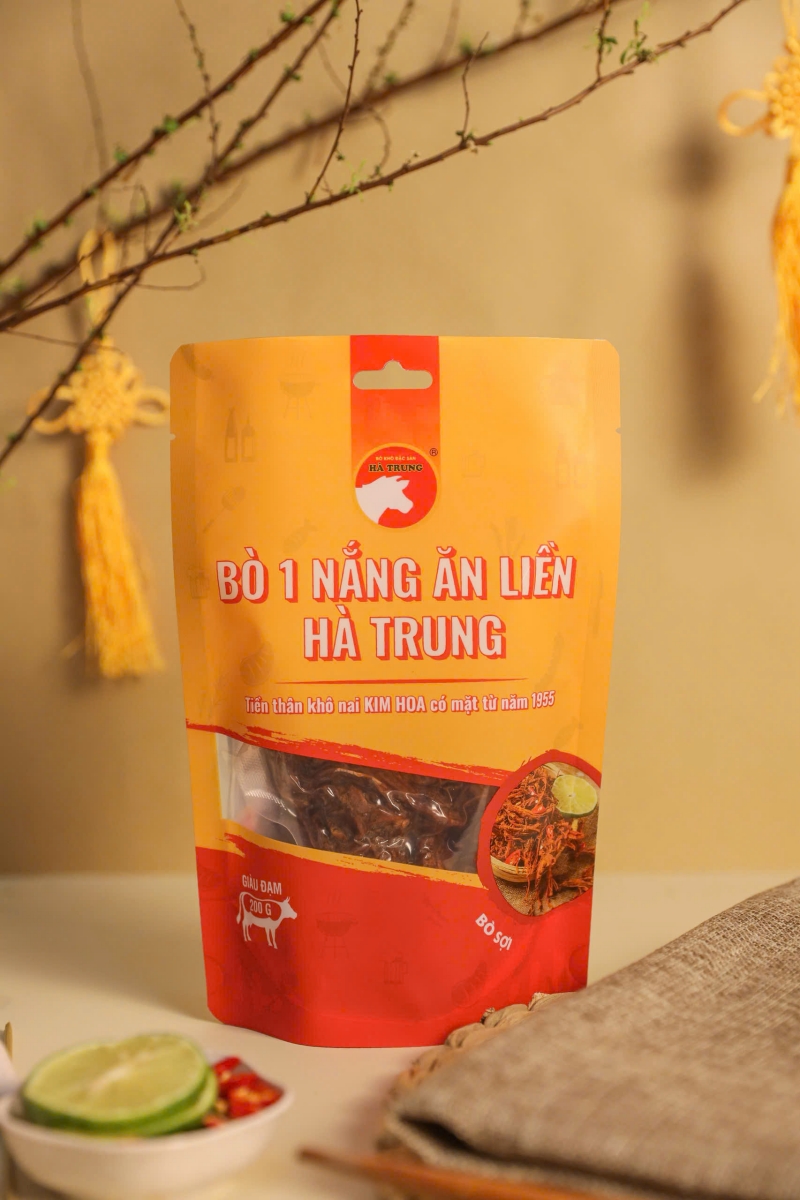 BÒ KHÔ ĐẶC SẢN
HÀ TRUNG
®
BÒ 1 NẮNG ĂN LIỀN
HÀ TRUNG
Tiền thân khô nai KIM HOA có mặt từ năm 1955
GIÀU ĐẠM
200 G
BÒ SỢI